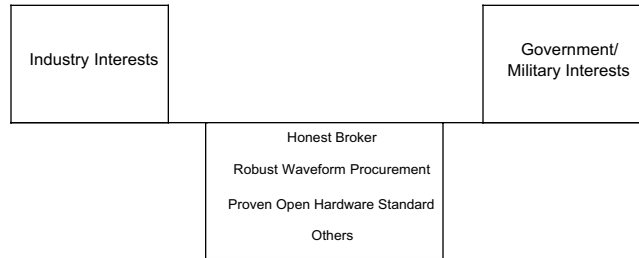 Industry Interests
Government/
Military Interests
Honest Broker
Robust Waveform Procurement
Proven Open Hardware Standard
Others